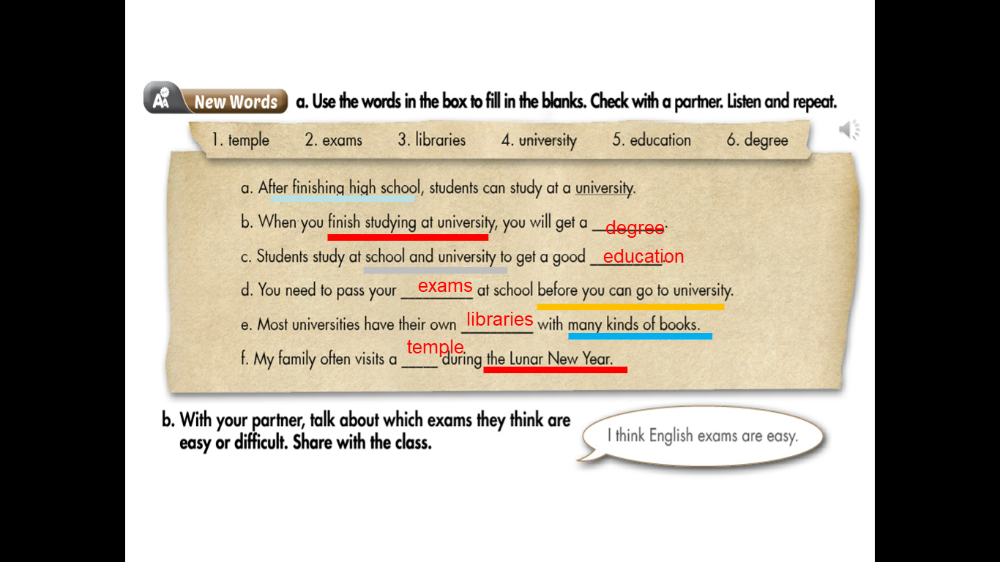 New Words a. Use the words in the box to fill in the blanks. Check with a partner. Listen and repeat.
1. temple 2. exams 3. libraries 4. university 5. education 6. degree
a. After finishing high school, students can study at a university.
b. When you finish studying at university, you will get a degree.
c. Students study at school and university to get a good education.
d. You need to pass your exams at school before you can go to university.
e. Most universities have their own libraries with many kinds of books.
f. My family often visits a temple during the Lunar New Year.
b. With your partner, talk about which exams they think are
easy or difficult. Share with the class.
I think English exams are easy.